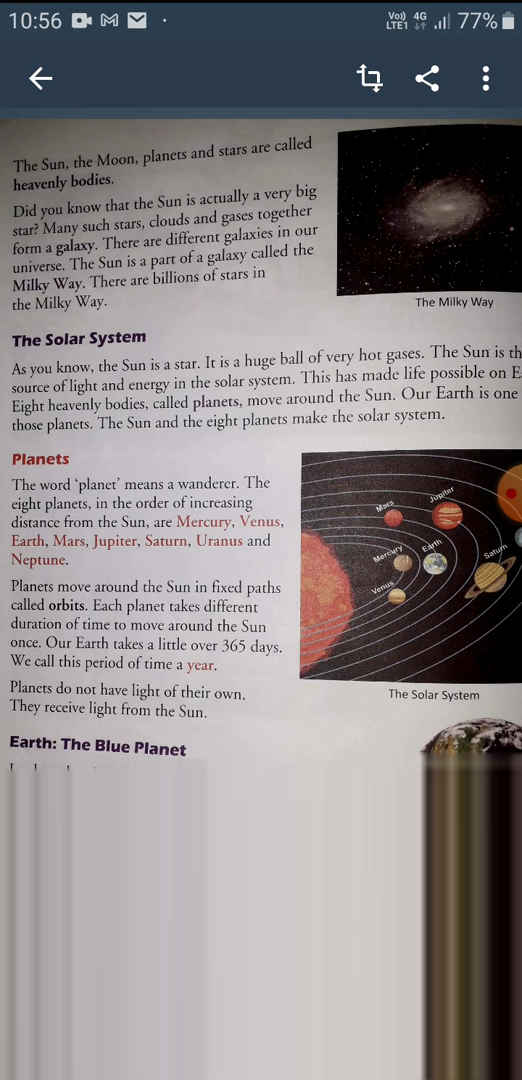 10:56
Vo))
LTE1
4G
77%
The Sun, the Moon, planets and stars are called
heavenly bodies.
Did you know that the Sun is actually a very big
star? Many such stars, clouds and gases together
form a galaxy. There are different galaxies in our
universe. The Sun is a part of a galaxy called the
Milky Way. There are billions of stars in
the Milky Way.
The Milky Way
The Solar System
As you know, the Sun is a star. It is a huge ball of very hot gases. The Sun is th
source of light and energy in the solar system. This has made life possible on E
Eight heavenly bodies, called planets, move around the Sun. Our Earth is one
those planets. The Sun and the eight planets make the solar system.
Planets
The word ‘planet’ means a wanderer. The
eight planets, in the order of increasing
distance from the Sun, are Mercury, Venus,
Earth, Mars, Jupiter, Saturn, Uranus and
Neptune.
Planets move around the Sun in fixed paths
called orbits. Each planet takes different
duration of time to move around the Sun
once. Our Earth takes a little over 365 days.
We call this period of time a year.
Planets do not have light of their own.
They receive light from the Sun.
Mars
Jupiter
Mercury
Earth
Saturn
Venus
The Solar System
Earth: The Blue Planet